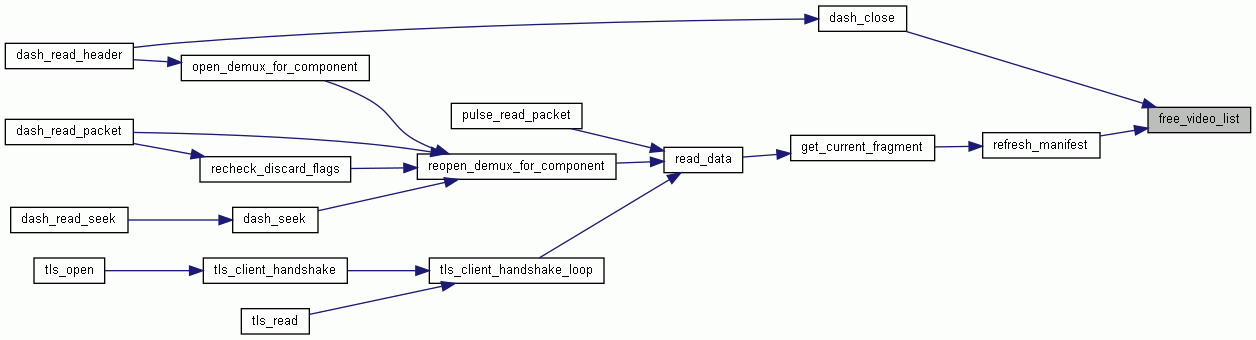 dash_close
dash_read_header
open_demux_for_component
pulse_read_packet
free_video_list
dash_read_packet
get_current_fragment
refresh_manifest
read_data
recheck_discard_flags
reopen_demux_for_component
dash_read_seek
dash_seek
tls_open
tls_client_handshake
tls_client_handshake_loop
tls_read